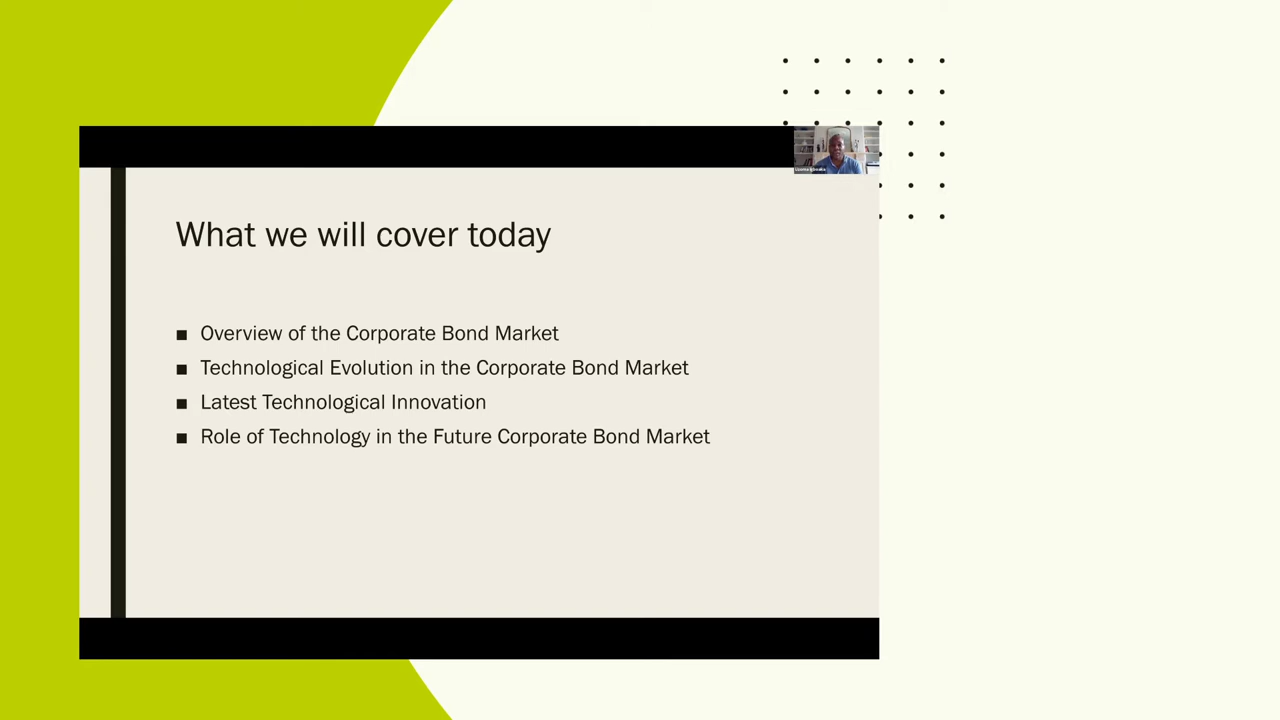 What we will cover today
■ Overview of the Corporate Bond Market
■ Technological Evolution in the Corporate Bond Market
■ Latest Technological Innovation
■ Role of Technology in the Future Corporate Bond Market